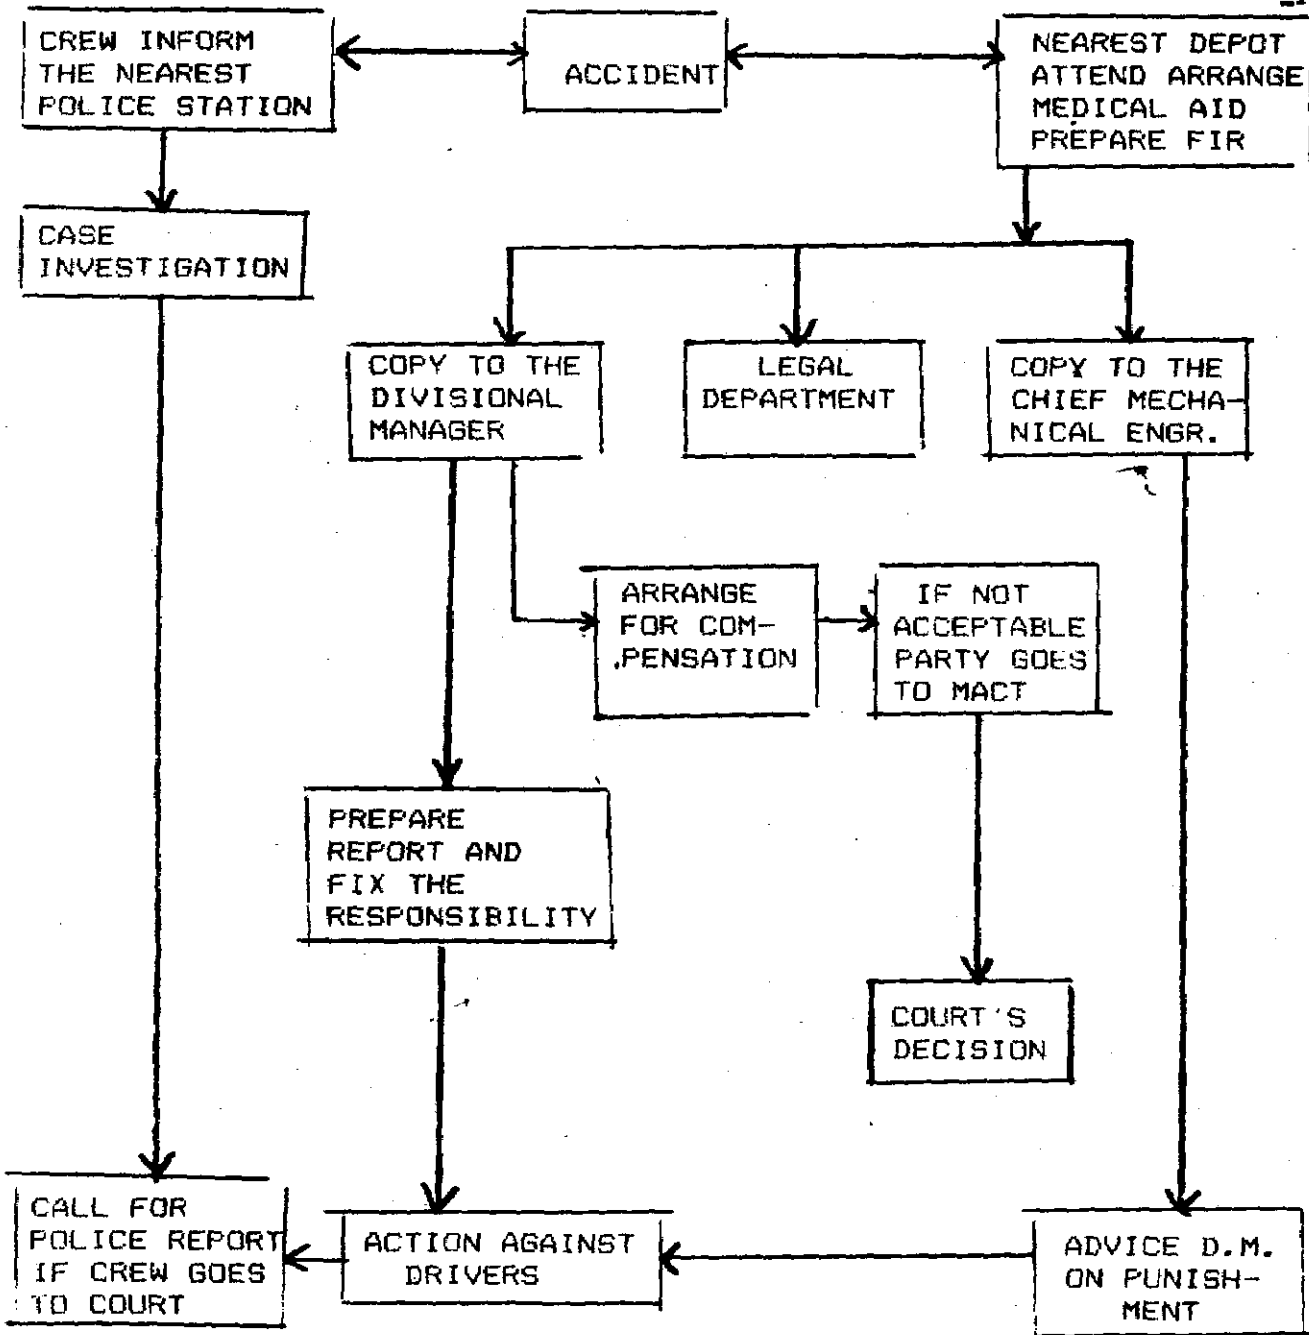 CREW INFORM
THE NEAREST
POLICE STATION
ACCIDENT
NEAREST DEPOT
ATTEND ARRANGE
MEDICAL AID
PREPARE FIR
CASE
INVESTIGATION
COPY TO THE
DIVISIONAL
MANAGER
LEGAL
DEPARTMENT
COPY TO THE
CHIEF MECHA-
NICAL ENGR.
ARRANGE
FOR COM-
PENSATION
IF NOT
ACCEPTABLE
PARTY GOES
TO MACT
PREPARE
REPORT AND
FIX THE
RESPONSIBILITY
COURT'S
DECISION
CALL FOR
POLICE REPORT
IF CREW GOES
TO COURT
ACTION AGAINST
DRIVERS
ADVICE D.M.
ON PUNISH-
MENT